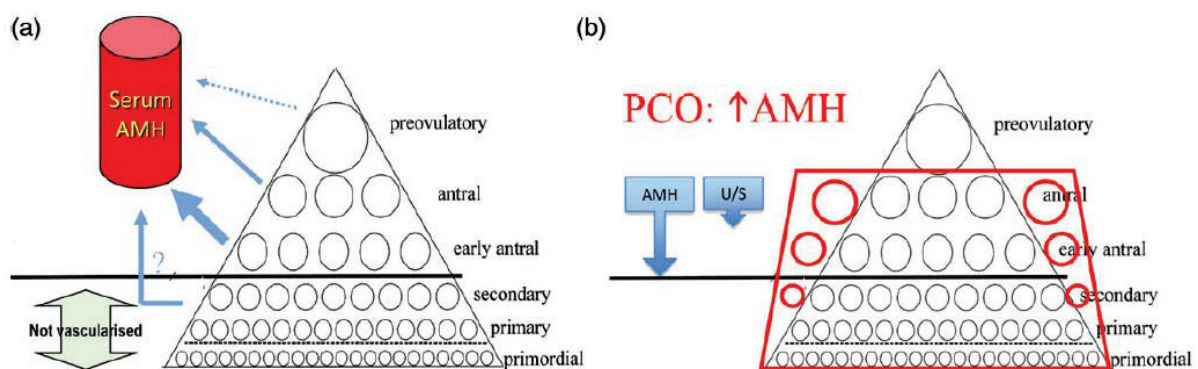 (a)
Serum
AMH
preovulatory
antral
early antral
?
secondary
Not vascularised
primary
primordial
(b)
PCO: ↑AMH
preovulatory
AMH
U/S
antral
early antral
secondary
primary
primordial